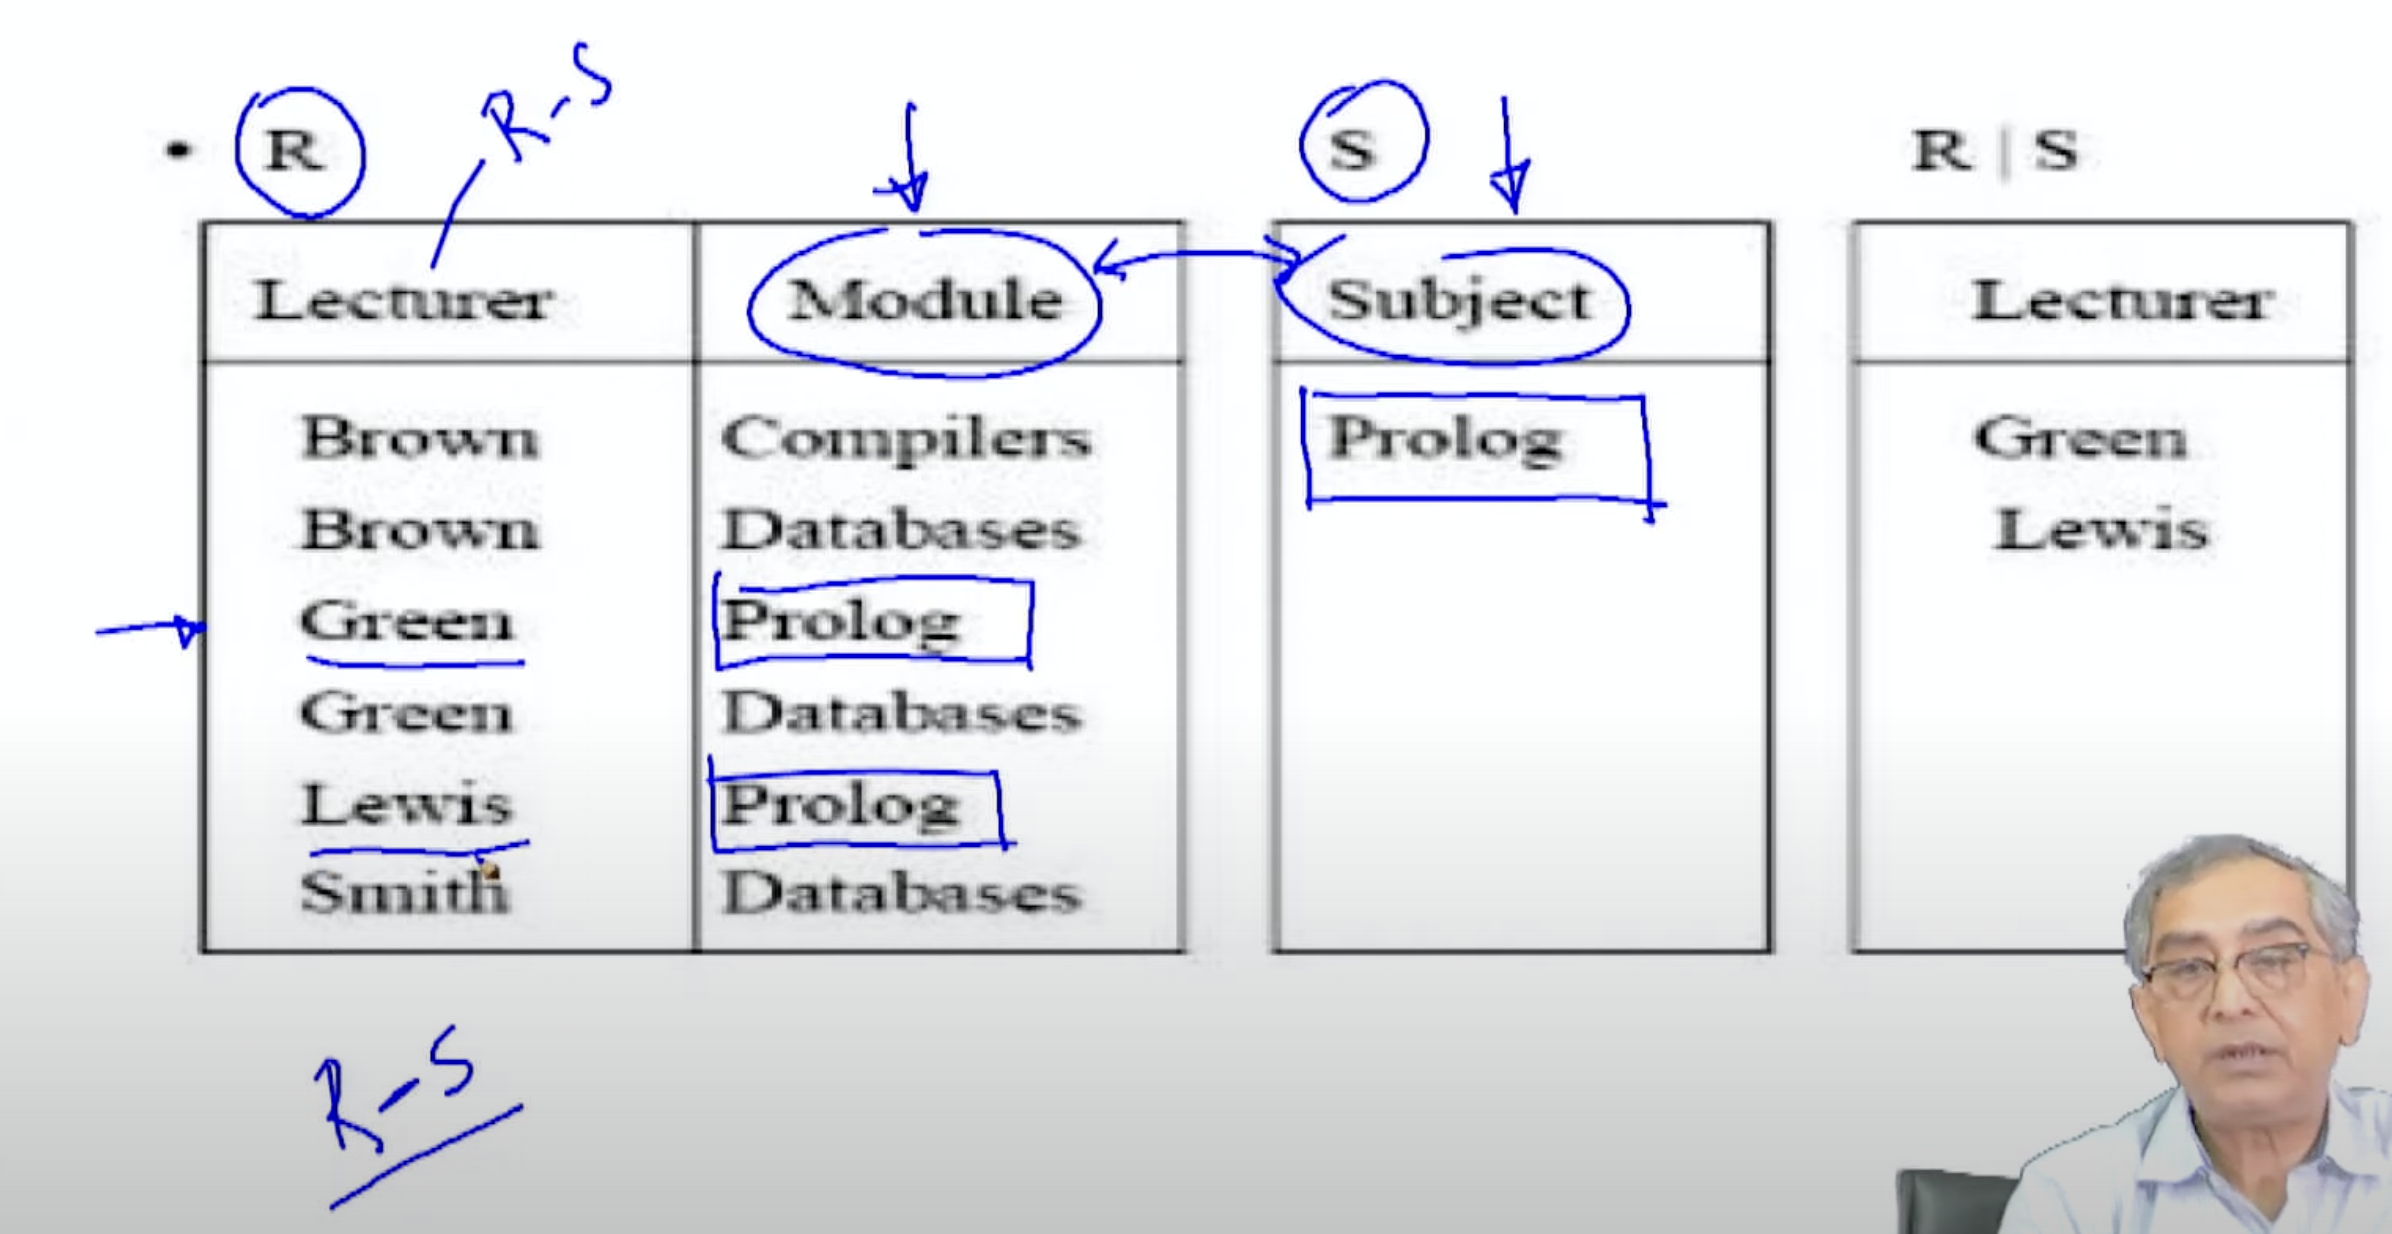 R - S
• R
S
R | S
Lecturer Module
Subject
Lecturer
Brown Compilers
Prolog
Green
Brown Databases
Lewis
Green Prolog
Green Databases
Lewis Prolog
Smith Databases
R - S